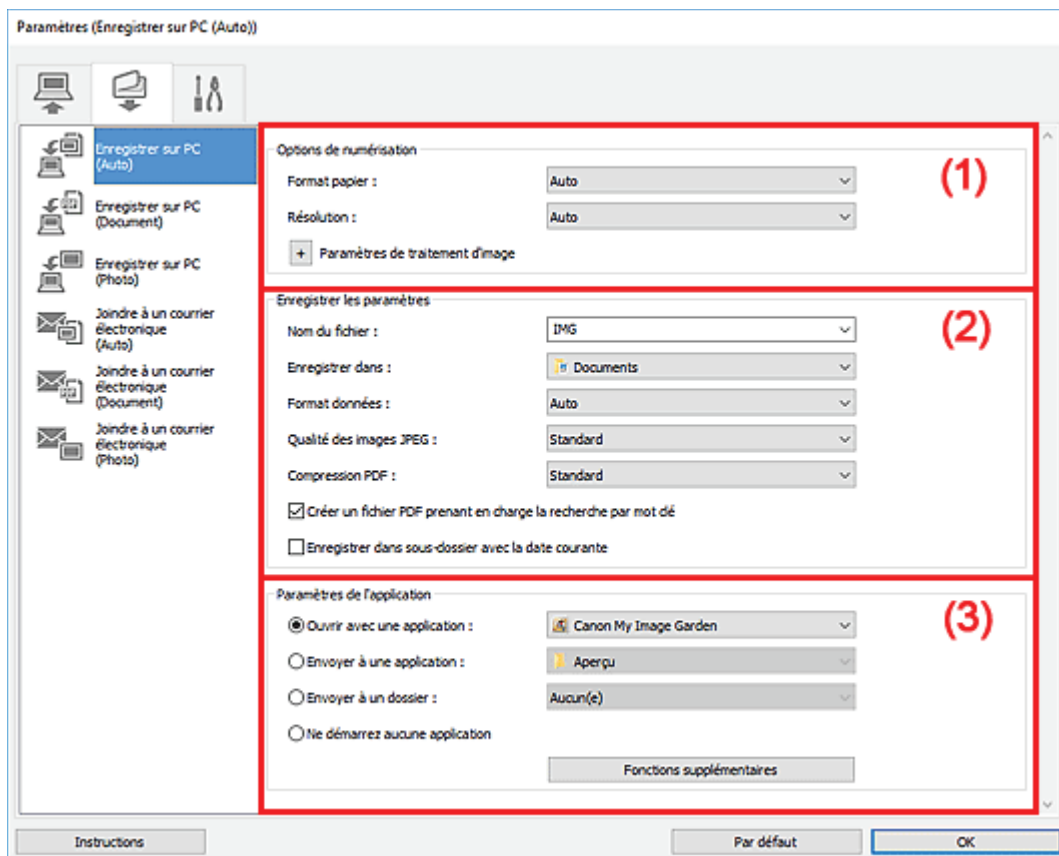 Paramètres (Enregistrer sur PC (Auto))
Enregistrer sur PC
(Auto)
Enregistrer sur PC
(Document)
Enregistrer sur PC
(Photo)
Joindre à un courrier
électronique
(Auto)
Joindre à un courrier
électronique
(Document)
Joindre à un courrier
électronique
(Photo)
(1)
Options de numérisation
Format papier : Auto
Résolution : Auto
+ Paramètres de traitement d'image
(2)
Enregistrer les paramètres
Nom du fichier : IMG
Enregistrer dans : Documents
Format données : Auto
Qualité des images JPEG : Standard
Compression PDF : Standard
Créer un fichier PDF prenant en charge la recherche par mot clé
Enregistrer dans sous-dossier avec la date courante
(3)
Paramètres de l'application
Ouvrir avec une application : Canon My Image Garden
Envoyer à une application : Aperçu
Envoyer à un dossier : Aucun(e)
Ne démarrez aucune application
Fonctions supplémentaires
Instructions
Par défaut
OK